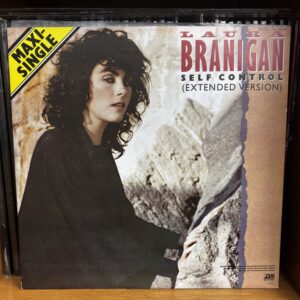 MAXI-
SINGLE
LAURA
BRANIGAN
SELF CONTROL
(EXTENDED VERSION)